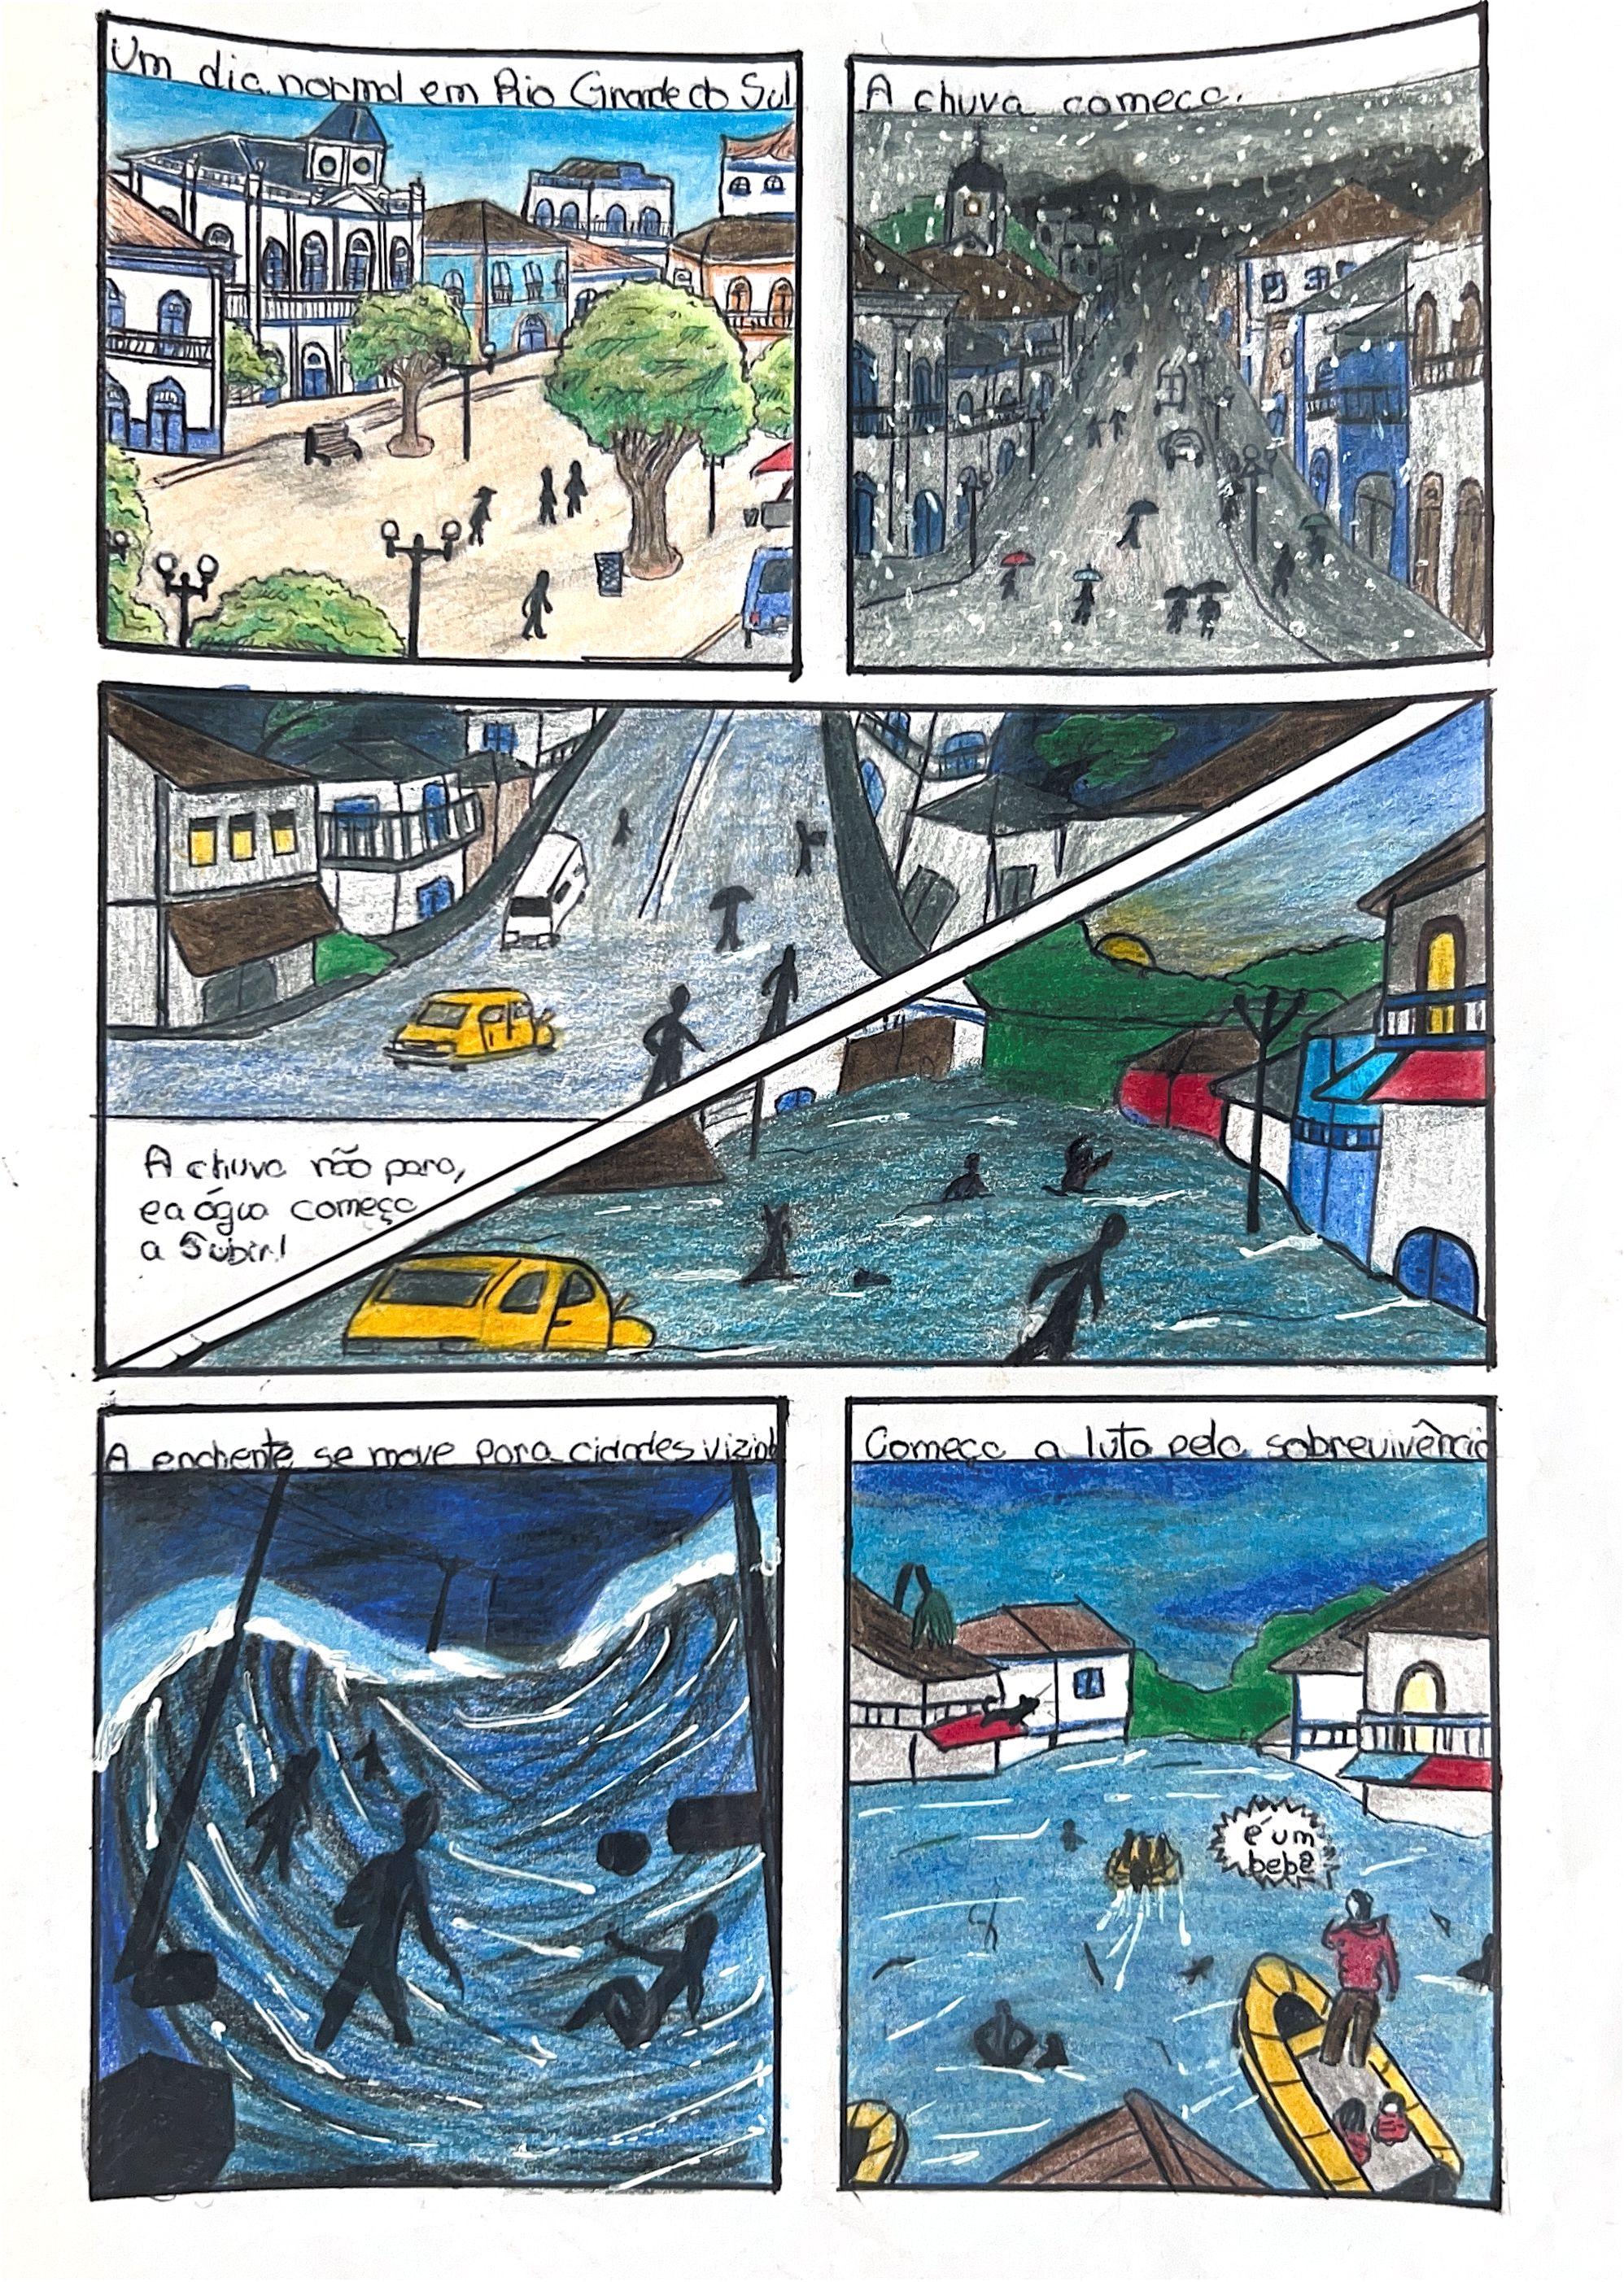 Um dia normal em Rio Grande do Sul
A chuva começa.
A chuva não para,
e a água começa
a Subir!
A enchente se move para cidades vizinh
Começa a luta pela sobrevivência
é um
bebê